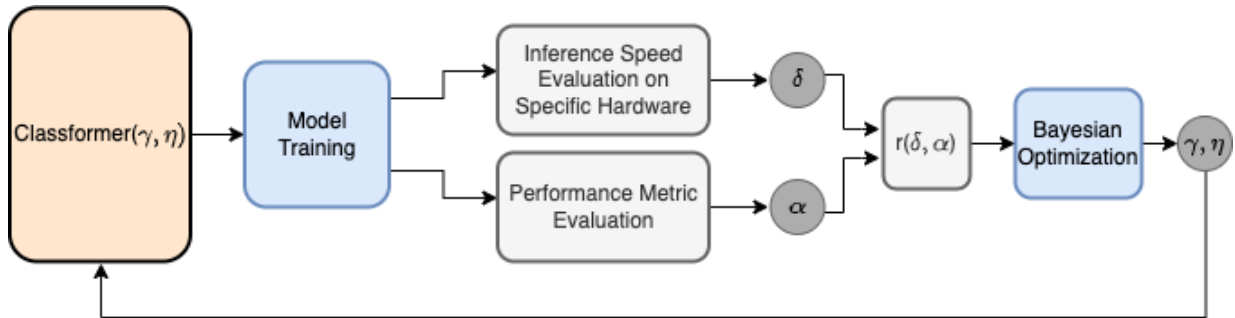 Classformer(γ, η)
Model
Training
Inference Speed
Evaluation on
Specific Hardware
Performance Metric
Evaluation
δ
α
r(δ, α)
Bayesian
Optimization
γ, η